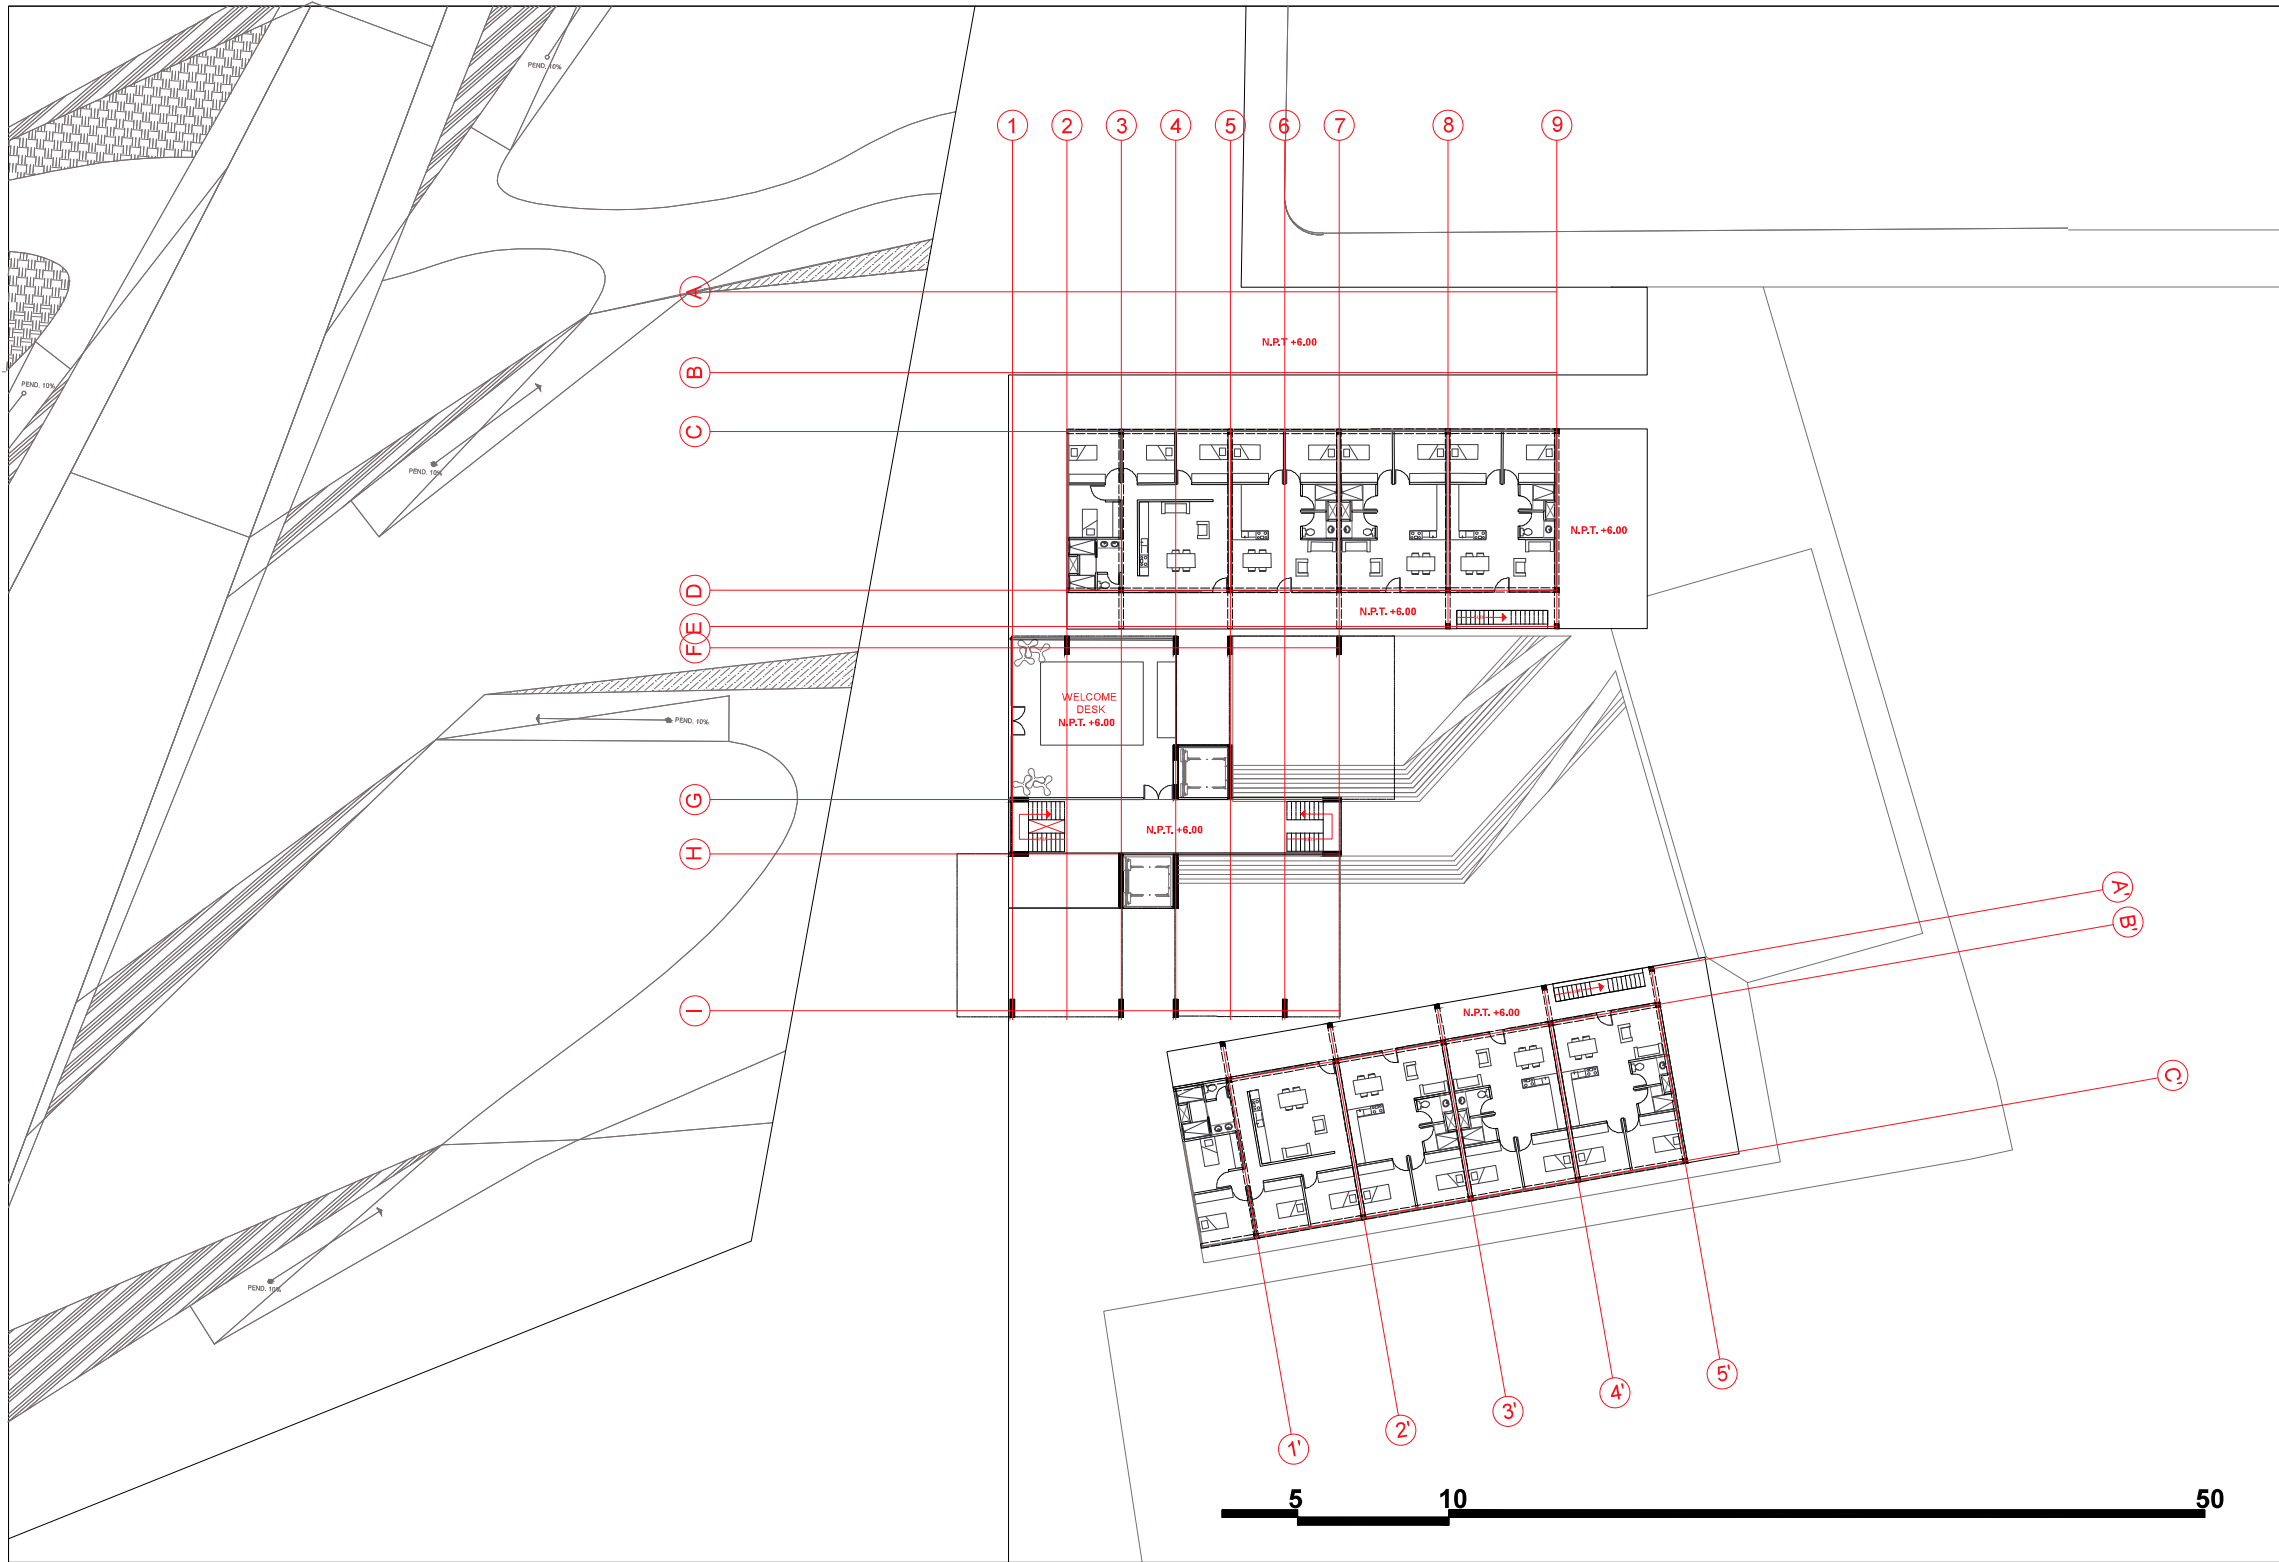 PEND. 10%
1
2
3
4
5
6
7
8
9
A
N.P.T +6.00
B
PEND. 10%
C
PEND. 10%
N.P.T. +6.00
D
N.P.T. +6.00
E
F
WELCOME
DESK
N.P.T. +6.00
PEND. 10%
G
N.P.T. +6.00
H
A'
B'
I
N.P.T. +6.00
C'
PEND. 10%
5'
4'
3'
2'
1'
5
10
50